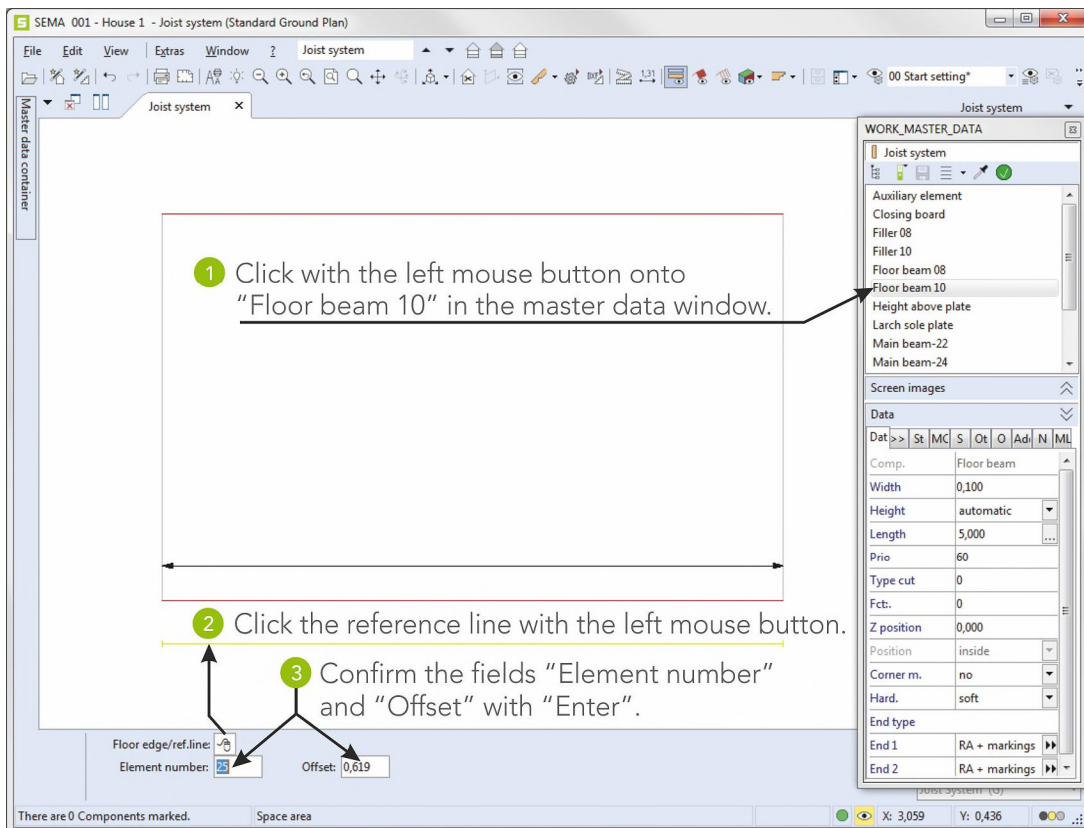 SEMA 001 - House 1 - Joist system (Standard Ground Plan)
File Edit View Extras Window ? Joist system
00 Start setting*
Joist system
Joist system
Master data container
WORK_MASTER_DATA
Joist system
Auxiliary element
Closing board
Filler 08
Filler 10
Floor beam 08
Floor beam 10
Height above plate
Larch sole plate
Main beam-22
Main beam-24
Screen images
Data
Dat >> St MC S Ot O Ad N ML
Comp. Floor beam
Width 0,100
Height automatic
Length 5,000 ...
Prio 60
Type cut 0
Fct:. 0
Z position 0,000
Position inside
Corner m. no
Hard. soft
End type
End 1 RA + markings
End 2 RA + markings
Joist System (G)
1 Click with the left mouse button onto
“Floor beam 10” in the master data window.
2 Click the reference line with the left mouse button.
3 Confirm the fields “Element number”
and “Offset” with “Enter”.
Floor edge/ref.line:
Element number: 25 Offset: 0,619
There are 0 Components marked. Space area X: 3,059 Y: 0,436